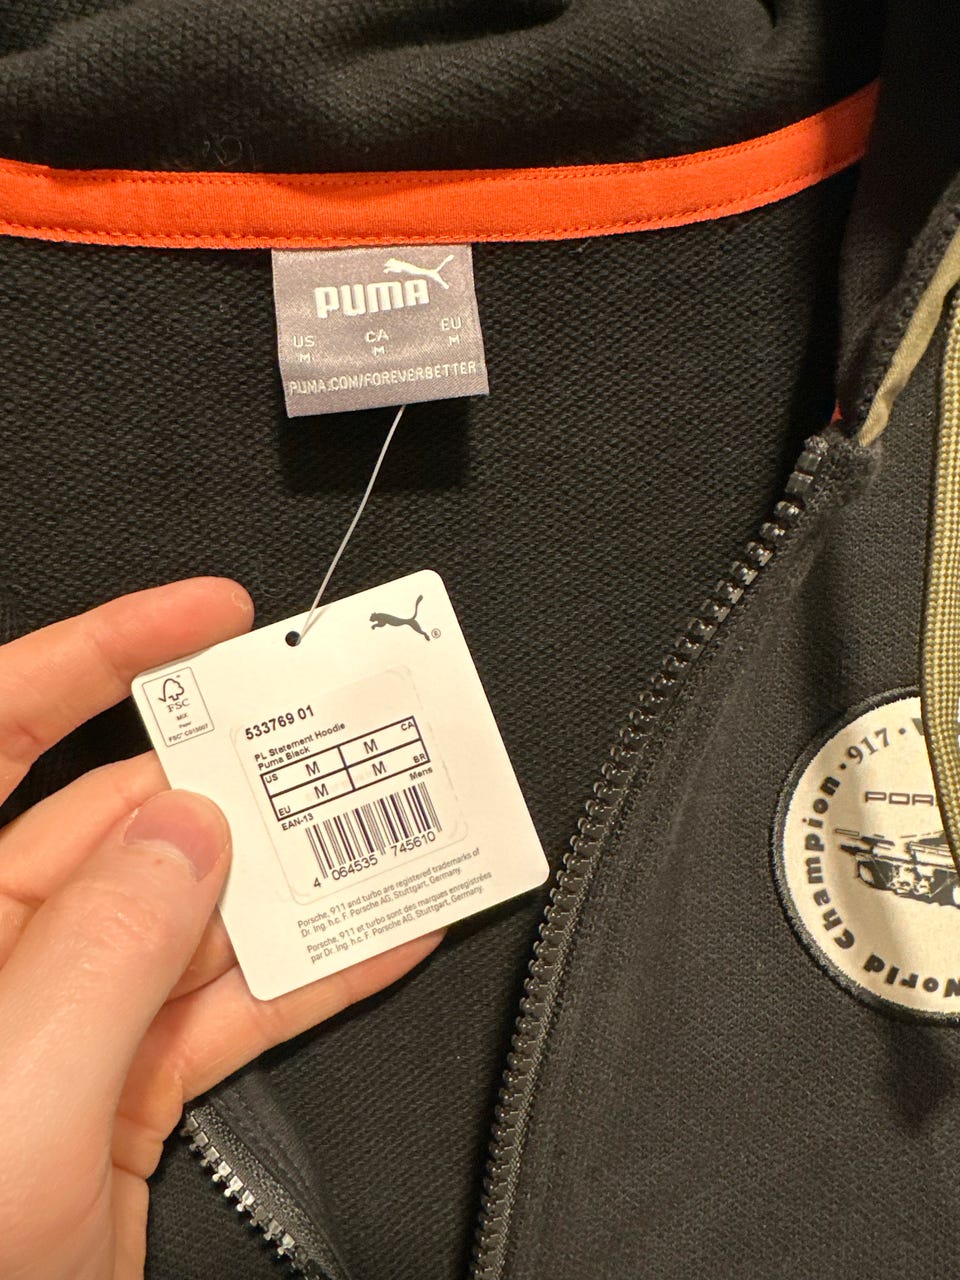 PUMA
US CA EU
M M M
PUMA.COM/FOREVERBETTER
®
FSC
MIX
Paper
FSC® C015007
533769 01
PL Statement Hoodie
Puma Black
US M M CA
EU M M BR
EAN-13 Mens
4 064535 745610
Porsche, 911 and turbo are registered trademarks of
Dr. Ing. h.c. F. Porsche AG, Stuttgart, Germany.
Porsche, 911 et turbo sont des marques enregistrées
par Dr. Ing. h.c. F. Porsche AG, Stuttgart, Germany.
World Champion · 917 ·